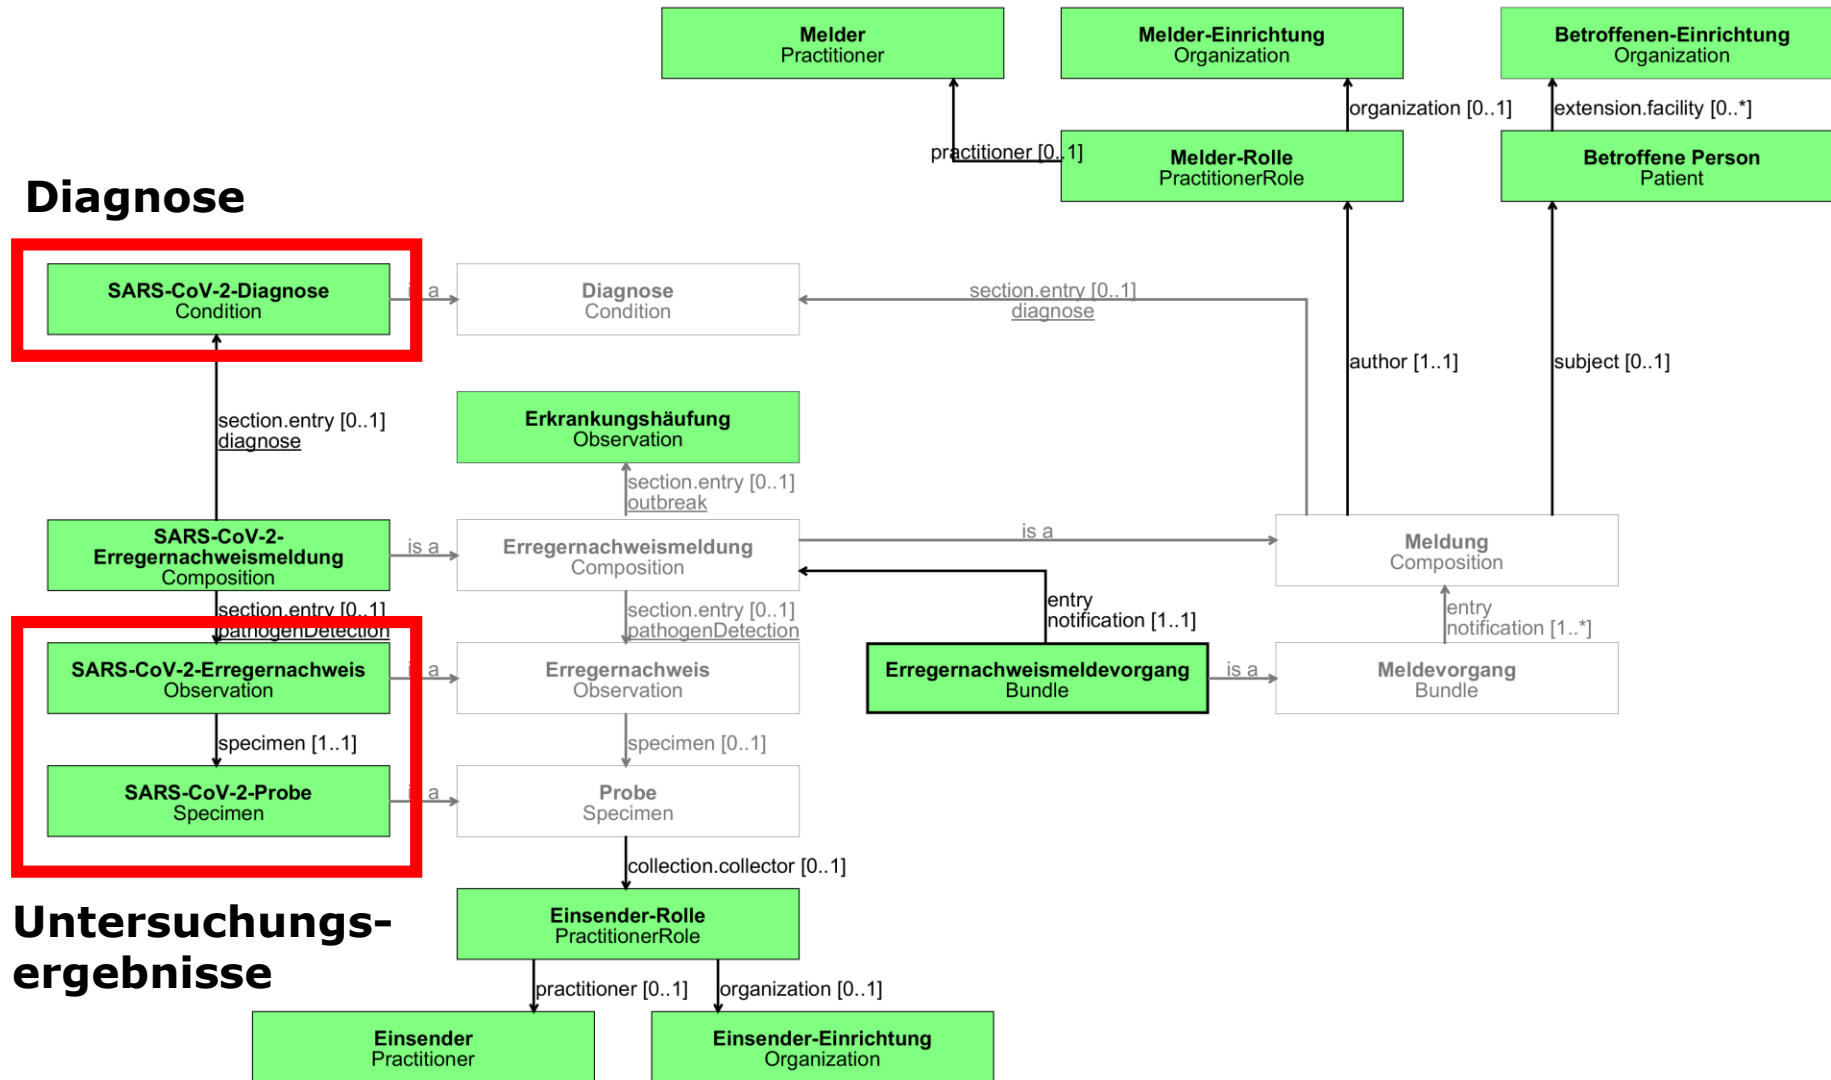 Melder
Practitioner
Melder-Einrichtung
Organization
Betroffenen-Einrichtung
Organization
organization [0..1]
extension.facility [0..*]
practitioner [0..1]
Melder-Rolle
PractitionerRole
Betroffene Person
Patient
Diagnose
SARS-CoV-2-Diagnose
Condition
is a
Diagnose
Condition
section.entry [0..1]
diagnose
author [1..1]
subject [0..1]
section.entry [0..1]
diagnose
Erkrankungshäufung
Observation
section.entry [0..1]
outbreak
SARS-CoV-2-
Erregernachweismeldung
Composition
is a
Erregernachweismeldung
Composition
is a
Meldung
Composition
section.entry [0..1]
pathogenDetection
section.entry [0..1]
pathogenDetection
entry
notification [1..1]
entry
notification [1..*]
SARS-CoV-2-Erregernachweis
Observation
is a
Erregernachweis
Observation
Erregernachweismeldevorgang
Bundle
is a
Meldevorgang
Bundle
specimen [1..1]
specimen [0..1]
SARS-CoV-2-Probe
Specimen
is a
Probe
Specimen
collection.collector [0..1]
Untersuchungs-
ergebnisse
Einsender-Rolle
PractitionerRole
practitioner [0..1]
organization [0..1]
Einsender
Practitioner
Einsender-Einrichtung
Organization